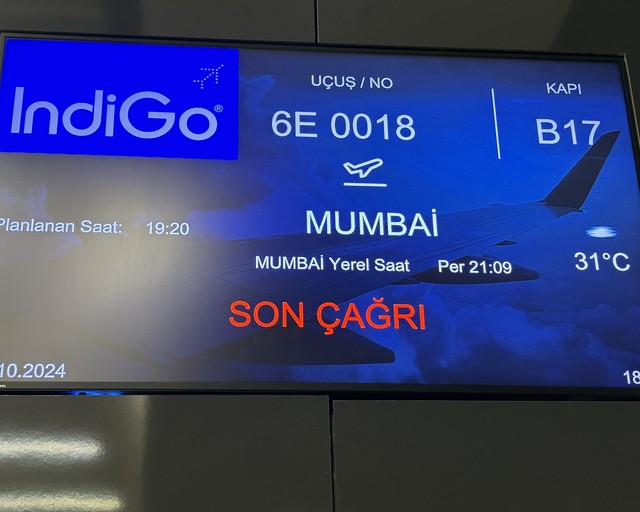 IndiGo®
UÇUŞ / NO
6E 0018
KAPI
B17
Planlanan Saat: 19:20
MUMBAİ
MUMBAİ Yerel Saat Per 21:09
31°C
SON ÇAĞRI
10.2024
18